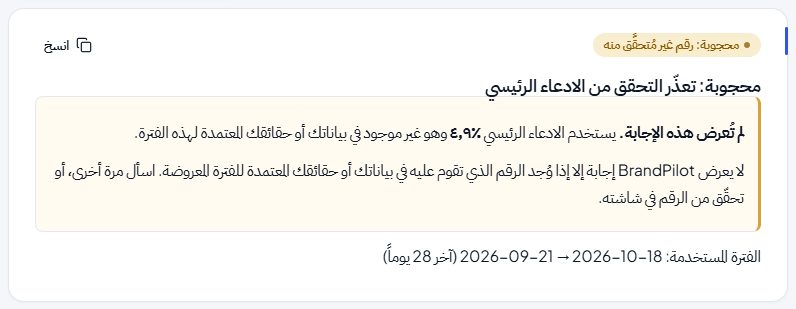 محجوبة: رقم غير مُتحقَّق منه
انسخ
محجوبة: تعذّر التحقق من الادعاء الرئيسي
لم تُعرض هذه الإجابة. يستخدم الادعاء الرئيسي ٤,٩٪ وهو غير موجود في بياناتك أو حقائقك المعتمدة لهذه الفترة.
لا يعرض BrandPilot إجابة إلا إذا وُجد الرقم الذي تقوم عليه في بياناتك أو حقائقك المعتمدة للفترة المعروضة. اسأل مرة أخرى، أو
تحقّق من الرقم في شاشته.
الفترة المستخدمة: 2026-10-18 → 2026-09-21 (آخر 28 يوماً)